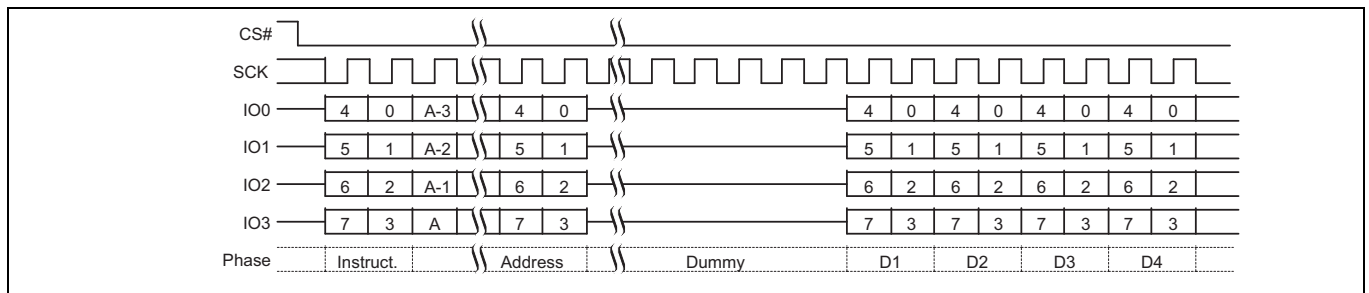 CS#
SCK
IO0 4 0 A-3 4 0 4 0 4 0 4 0 4 0
IO1 5 1 A-2 5 1 5 1 5 1 5 1 5 1
IO2 6 2 A-1 6 2 6 2 6 2 6 2 6 2
IO3 7 3 A 7 3 7 3 7 3 7 3 7 3
Phase Instruct. Address Dummy D1 D2 D3 D4